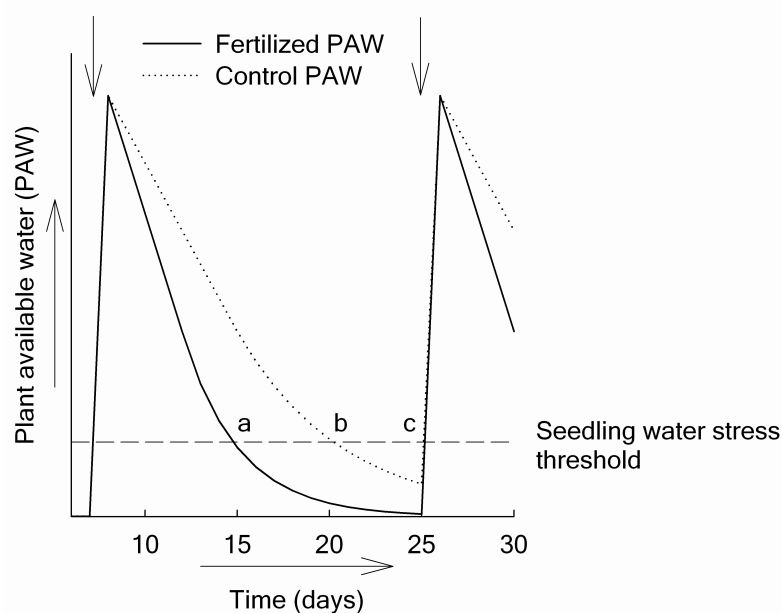 Fertilized PAW
Control PAW
Plant available water (PAW)
a
b
c
Seedling water stress
threshold
10
15
20
25
30
Time (days)